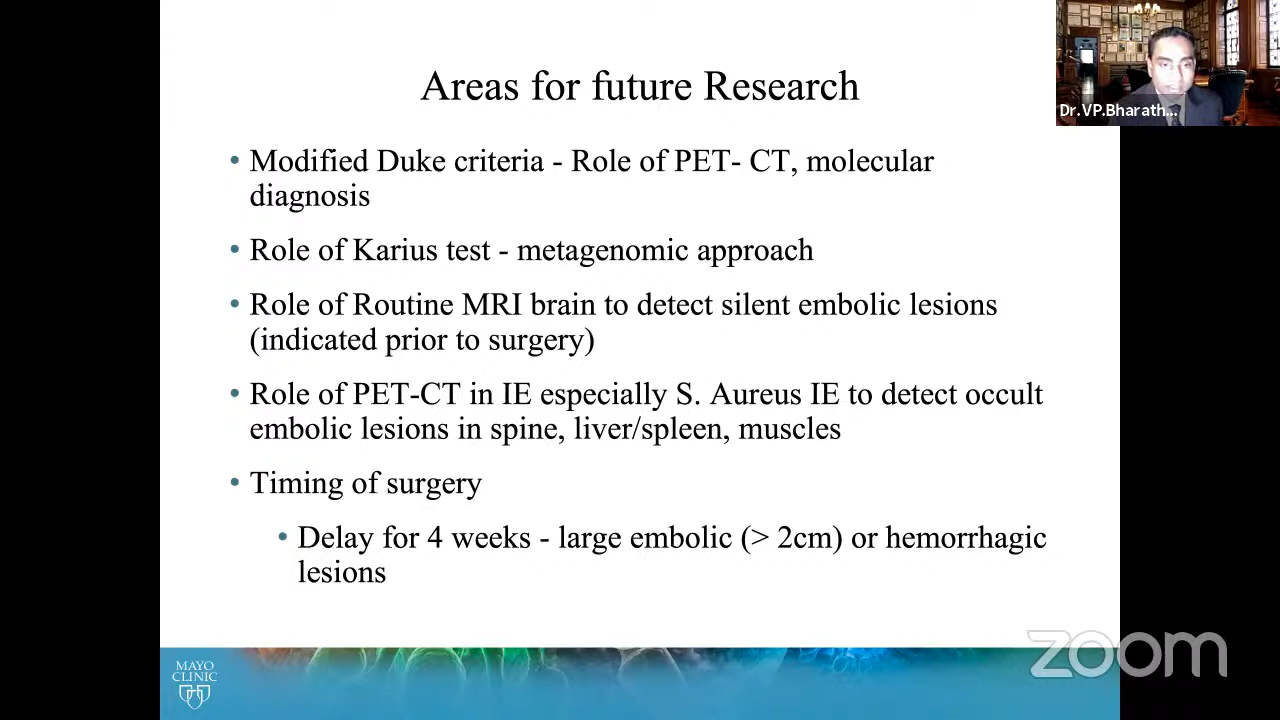 Areas for future Research
Dr.VP.Bharath...
• Modified Duke criteria - Role of PET- CT, molecular
diagnosis
• Role of Karius test - metagenomic approach
• Role of Routine MRI brain to detect silent embolic lesions
(indicated prior to surgery)
• Role of PET-CT in IE especially S. Aureus IE to detect occult
embolic lesions in spine, liver/spleen, muscles
• Timing of surgery
• Delay for 4 weeks - large embolic (> 2cm) or hemorrhagic
lesions
MAYO
CLINIC
zoom